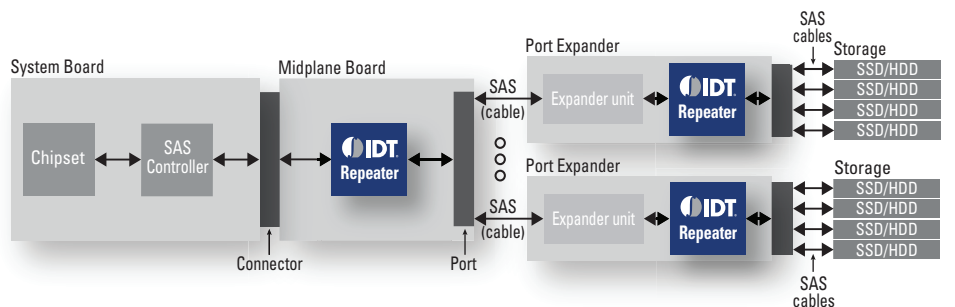 System Board
Chipset
SAS
Controller
Connector
Midplane Board
IDT.
Repeater
Port
SAS
(cable)
SAS
(cable)
Port Expander
Expander unit
IDT.
Repeater
SAS
cables
Storage
SSD/HDD
SSD/HDD
SSD/HDD
SSD/HDD
Port Expander
Expander unit
IDT.
Repeater
Storage
SSD/HDD
SSD/HDD
SSD/HDD
SSD/HDD
SAS
cables